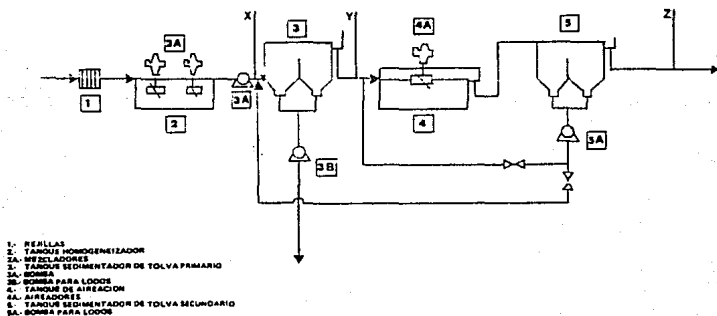 X
3
Y
4A
5
Z
3A
1
2
3A
3B
4
5A
1.- REJILLAS
2.- TANQUE HOMOGENEIZADOR
2A.- MEZCLADORES
3.- TANQUE SEDIMENTADOR DE TOLVA PRIMARIO
3A.- BOMBA
3B.- BOMBA PARA LODOS
4.- TANQUE DE AIREACION
4A.- AIREADORES
5.- TANQUE SEDIMENTADOR DE TOLVA SECUNDARIO
5A.- BOMBA PARA LODOS